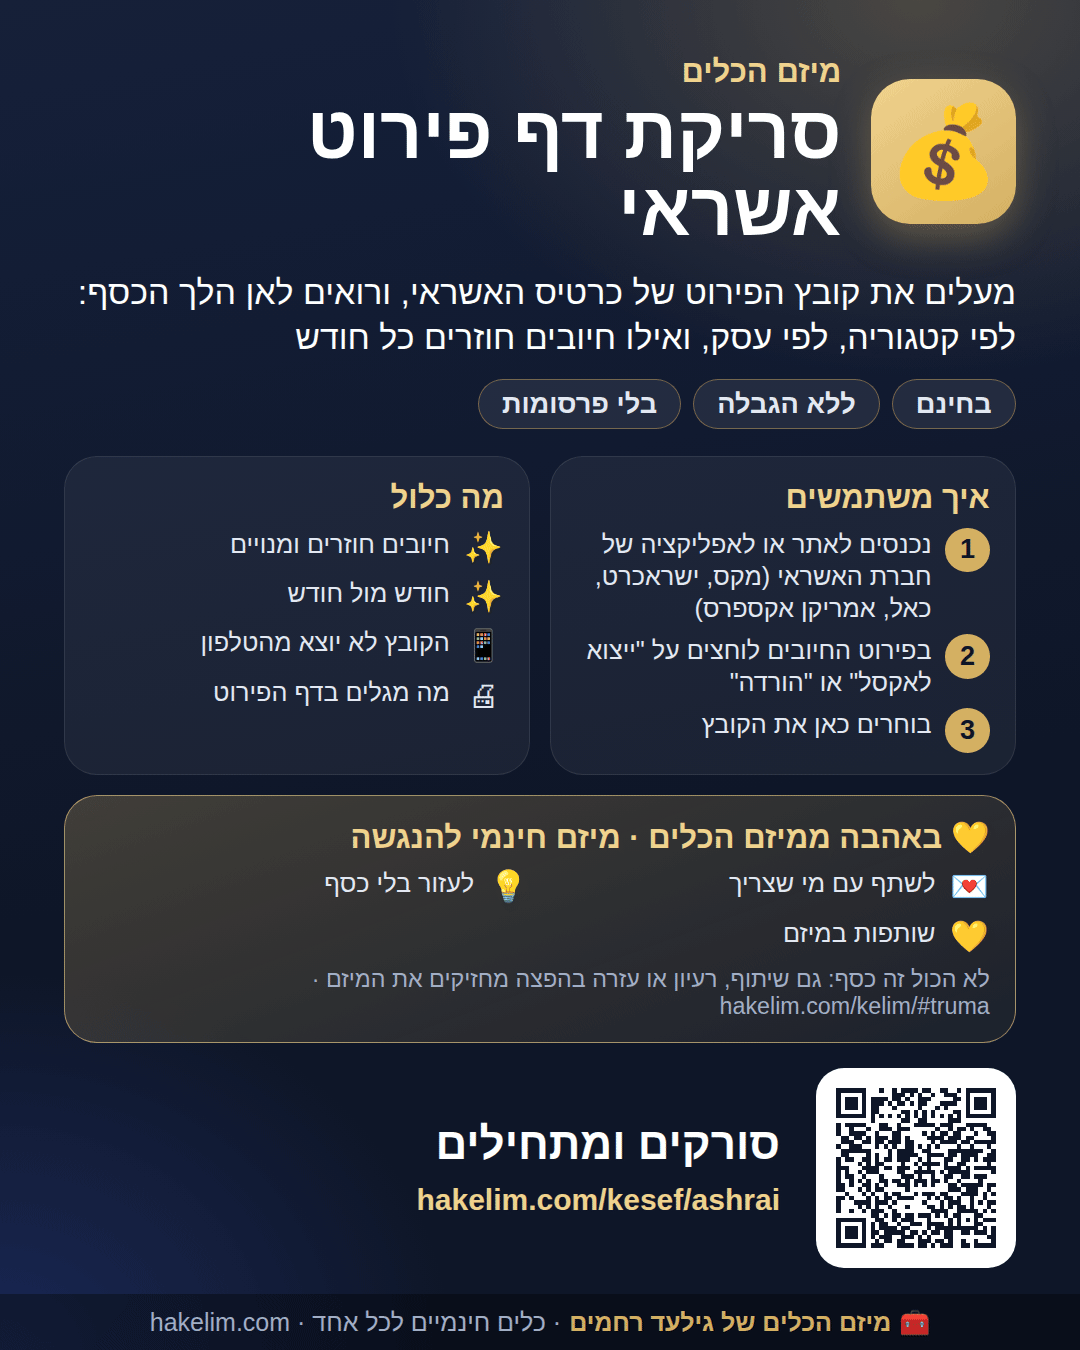 מיזם הכלים
סריקת דף פירוט
אשראי
מעלים את קובץ הפירוט של כרטיס האשראי, ורואים לאן הלך הכסף:
לפי קטגוריה, לפי עסק, ואילו חיובים חוזרים כל חודש
בחינם
ללא הגבלה
בלי פרסומות
איך משתמשים
1 נכנסים לאתר או לאפליקציה של
חברת האשראי (מקס, ישראכרט,
כאל, אמריקן אקספרס)
2 בפירוט החיובים לוחצים על "ייצוא
לאקסל" או "הורדה"
3 בוחרים כאן את הקובץ
מה כלול
חיובים חוזרים ומנויים
חודש מול חודש
הקובץ לא יוצא מהטלפון
מה מגלים בדף הפירוט
באהבה ממיזם הכלים · מיזם חינמי להנגשה
לשתף עם מי שצריך
לעזור בלי כסף
שותפות במיזם
לא הכול זה כסף: גם שיתוף, רעיון או עזרה בהפצה מחזיקים את המיזם ·
hakelim.com/kelim/#truma
סורקים ומתחילים
hakelim.com/kesef/ashrai
מיזם הכלים של גילעד רחמים · כלים חינמיים לכל אחד · hakelim.com